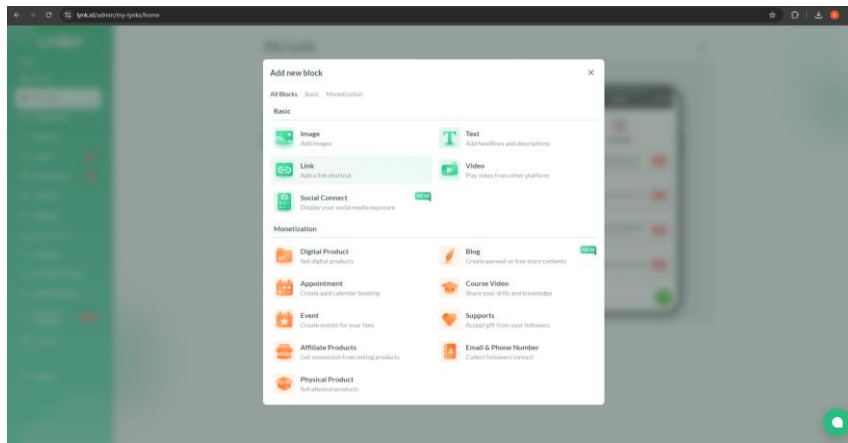 lynk.id/admin/my-lynks/home
Add new block
All Blocks Basic Monetization
Basic
Image
Add images
Text
Add headlines and descriptions
Link
Add a link shortcut
Video
Play video from other platform
Social Connect
NEW
Display your social media exposure
Monetization
Digital Product
Sell digital products
Blog
NEW
Create paywall or free story contents
Appointment
Create paid calendar booking
Course Video
Share your skills and knowledge
Event
Create events for your fans
Supports
Accept gift from your followers
Affiliate Products
Get commission from selling products
Email & Phone Number
Collect followers contact
Physical Product
Sell physical products